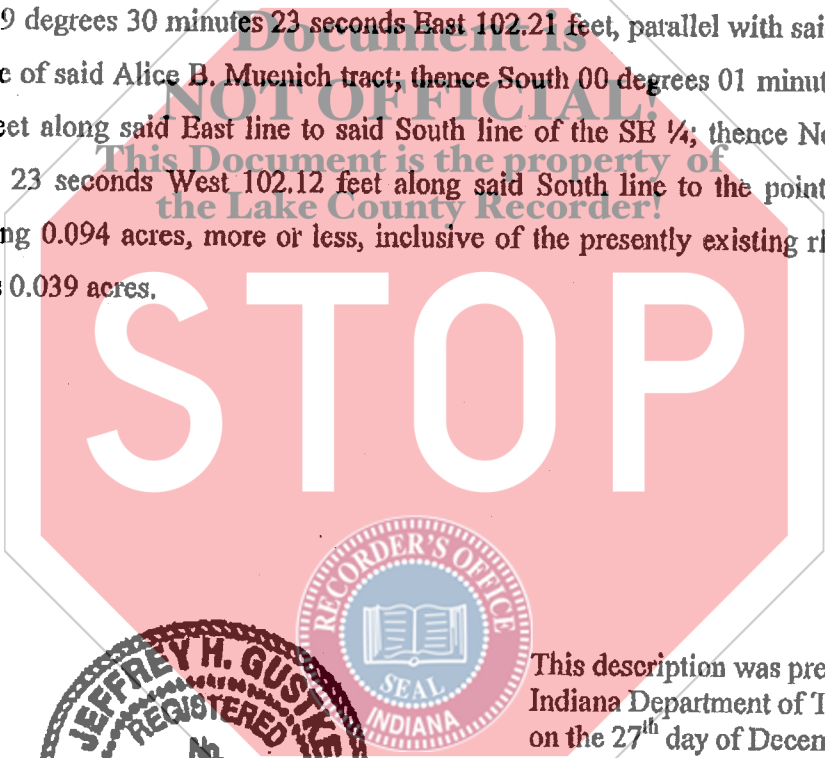 9 degrees 30 minutes 23 seconds East 102.21 feet, parallel with sai
Document is
e of said Alice B. Muenich tract; thence South 00 degrees 01 minut
NOT OFFICIAL!
eet along said East line to said South line of the SE ¼; thence No
This Document is the property of
23 seconds West 102.12 feet along said South line to the point
the Lake County Recorder!
ng 0.094 acres, more or less, inclusive of the presently existing ri
s 0.039 acres.
STOP
RECORDER'S OFFICE
SEAL
INDIANA
JEFFREY H. GUSTKE
REGISTERED
This description was pre
Indiana Department of T
on the 27th day of Decem